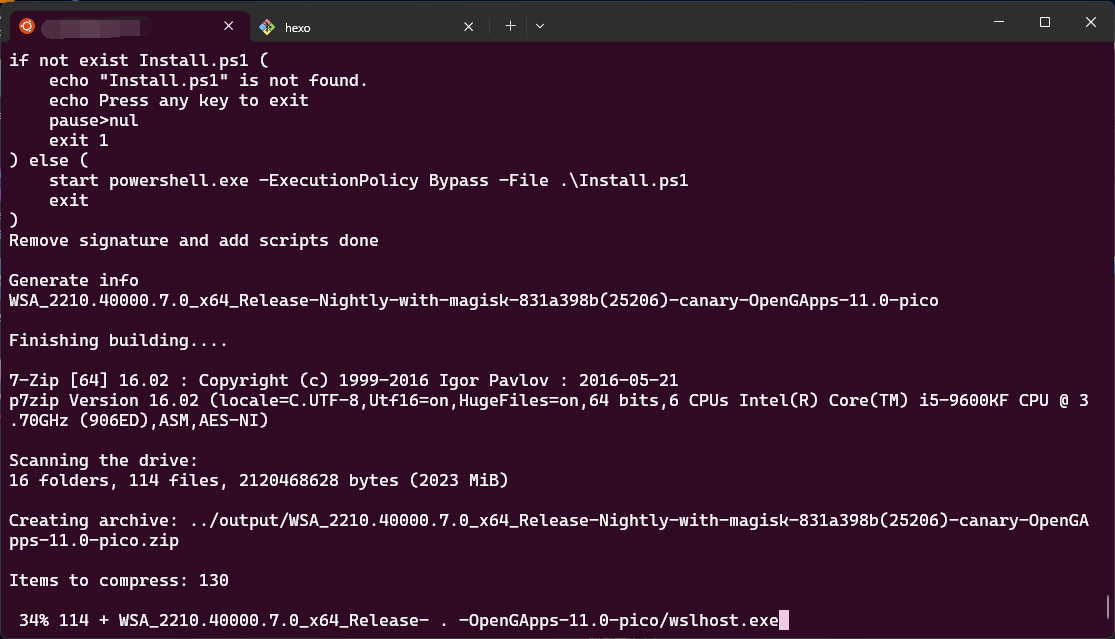 hexo
if not exist Install.ps1 (
    echo "Install.ps1" is not found.
    echo Press any key to exit
    pause>nul
    exit 1
) else (
    start powershell.exe -ExecutionPolicy Bypass -File .\Install.ps1
    exit
)
Remove signature and add scripts done
Generate info
WSA_2210.40000.7.0_x64_Release-Nightly-with-magisk-831a398b(25206)-canary-OpenGApps-11.0-pico
Finishing building....
7-Zip [64] 16.02 : Copyright (c) 1999-2016 Igor Pavlov : 2016-05-21
p7zip Version 16.02 (locale=C.UTF-8,Utf16=on,HugeFiles=on,64 bits,6 CPUs Intel(R) Core(TM) i5-9600KF CPU @ 3
.70GHz (906ED),ASM,AES-NI)
Scanning the drive:
16 folders, 114 files, 2120468628 bytes (2023 MiB)
Creating archive: ../output/WSA_2210.40000.7.0_x64_Release-Nightly-with-magisk-831a398b(25206)-canary-OpenGA
pps-11.0-pico.zip
Items to compress: 130
 34% 114 + WSA_2210.40000.7.0_x64_Release- . -OpenGApps-11.0-pico/wslhost.exe